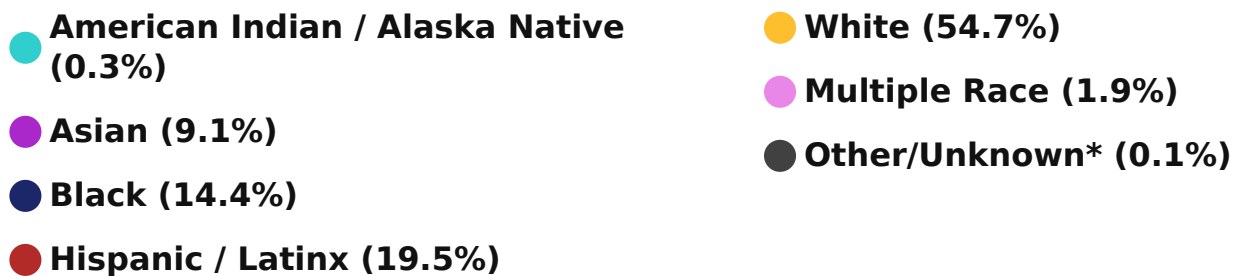 American Indian / Alaska Native
(0.3%)
Asian (9.1%)
Black (14.4%)
Hispanic / Latinx (19.5%)
White (54.7%)
Multiple Race (1.9%)
Other/Unknown* (0.1%)